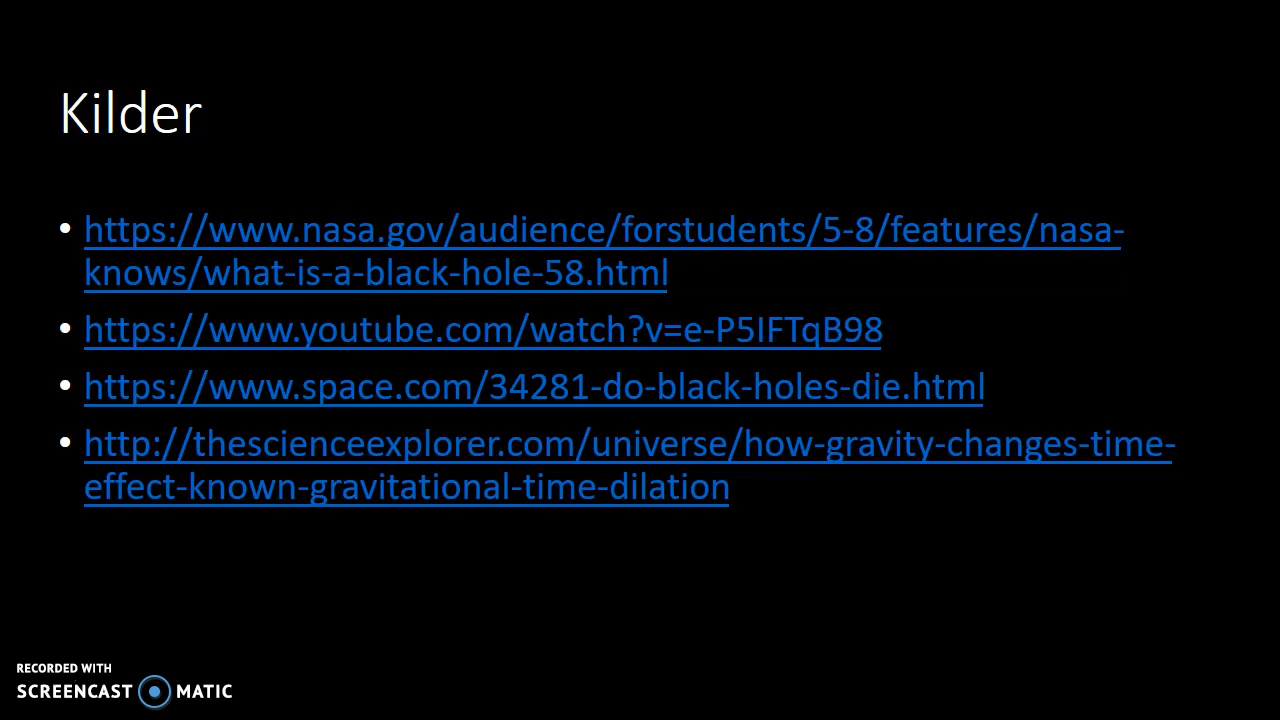 Kilder
• https://www.nasa.gov/audience/forstudents/5-8/features/nasa-
knows/what-is-a-black-hole-58.html
• https://www.youtube.com/watch?v=e-P5IFTqB98
• https://www.space.com/34281-do-black-holes-die.html
• http://thescienceexplorer.com/universe/how-gravity-changes-time-
effect-known-gravitational-time-dilation
RECORDED WITH
SCREENCAST MATIC